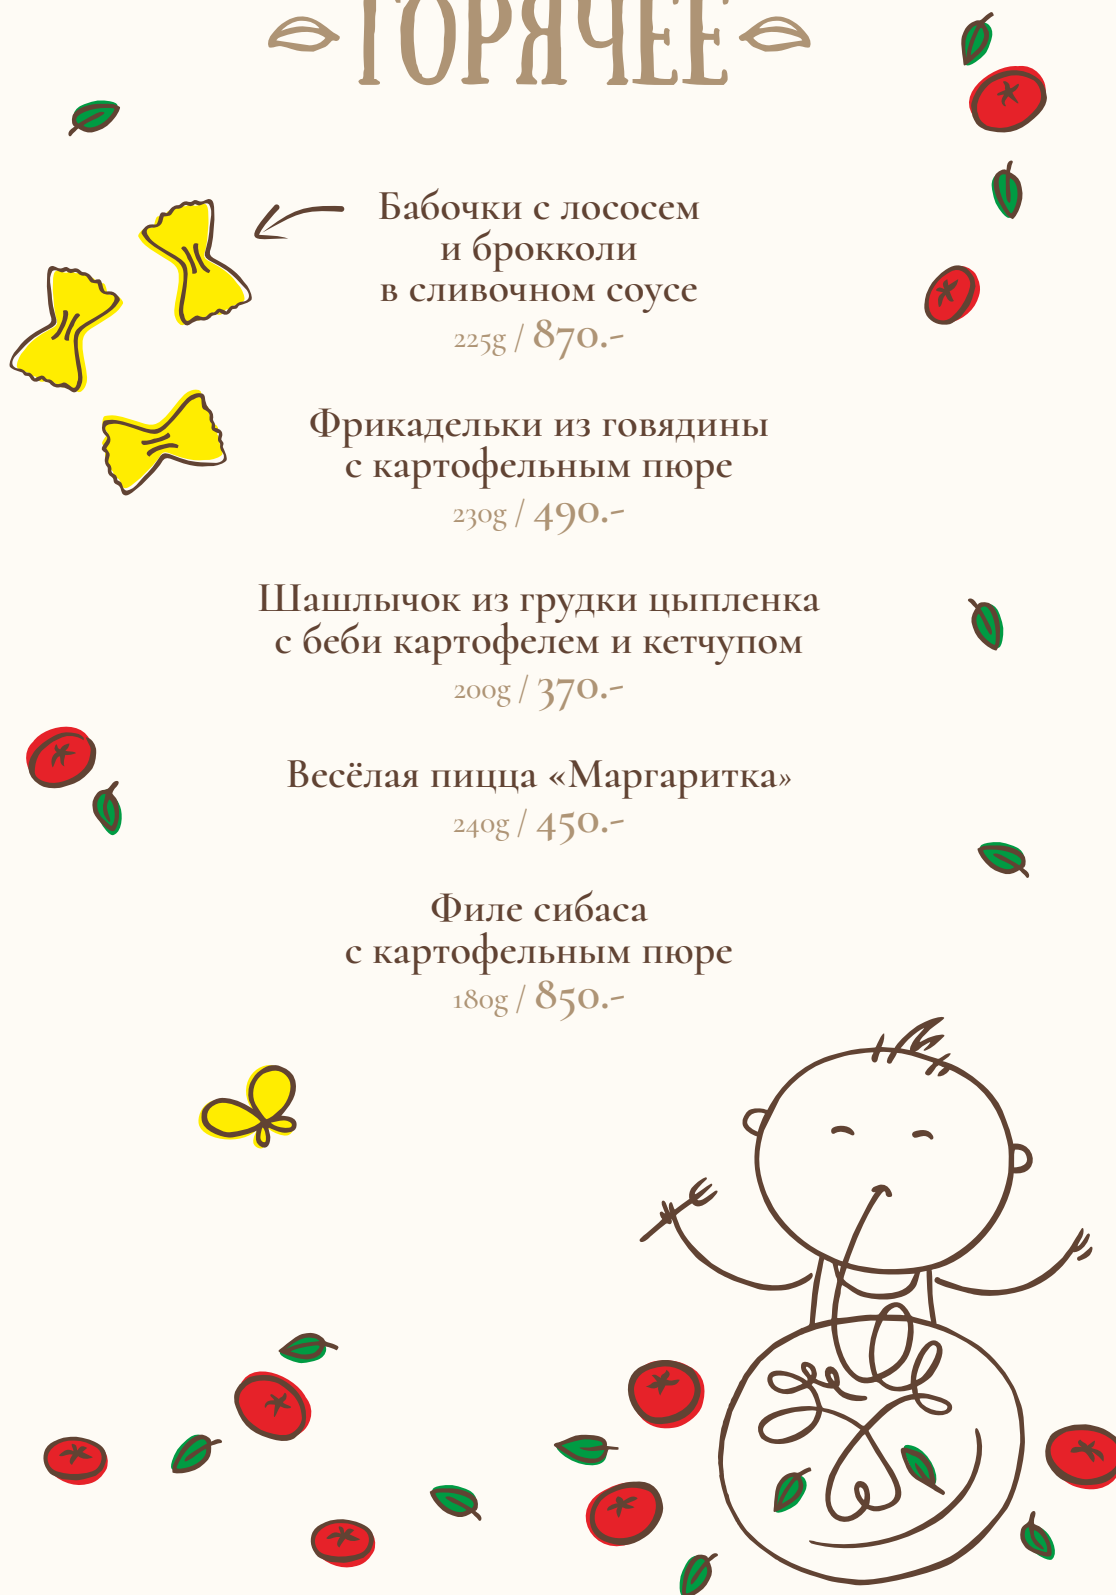 ГОРЯЧЕЕ
Бабочки с лососем
и брокколи
в сливочном соусе
225g / 870.-
Фрикадельки из говядины
с картофельным пюре
230g / 490.-
Шашлычок из грудки цыпленка
с беби картофелем и кетчупом
200g / 370.-
Весёлая пицца «Маргаритка»
240g / 450.-
Филе сибаса
с картофельным пюре
180g / 850.-